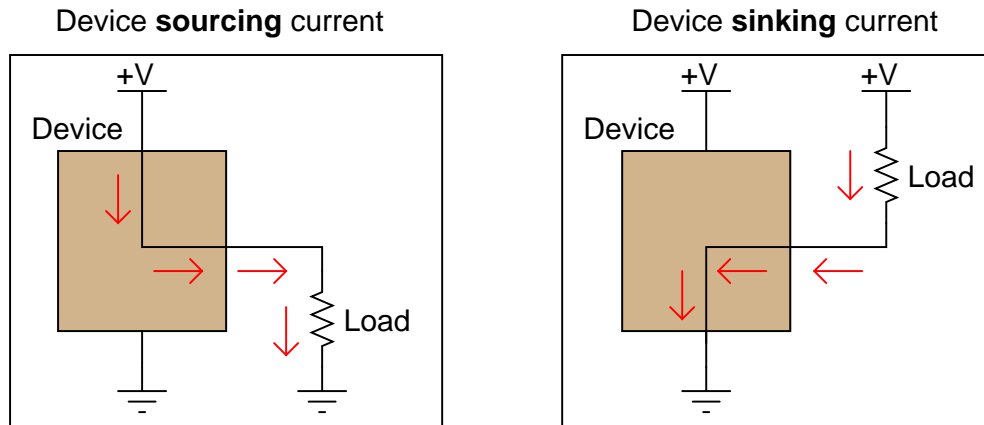 Device sourcing current
+V
Device
Load
Device sinking current
+V
+V
Device
Load